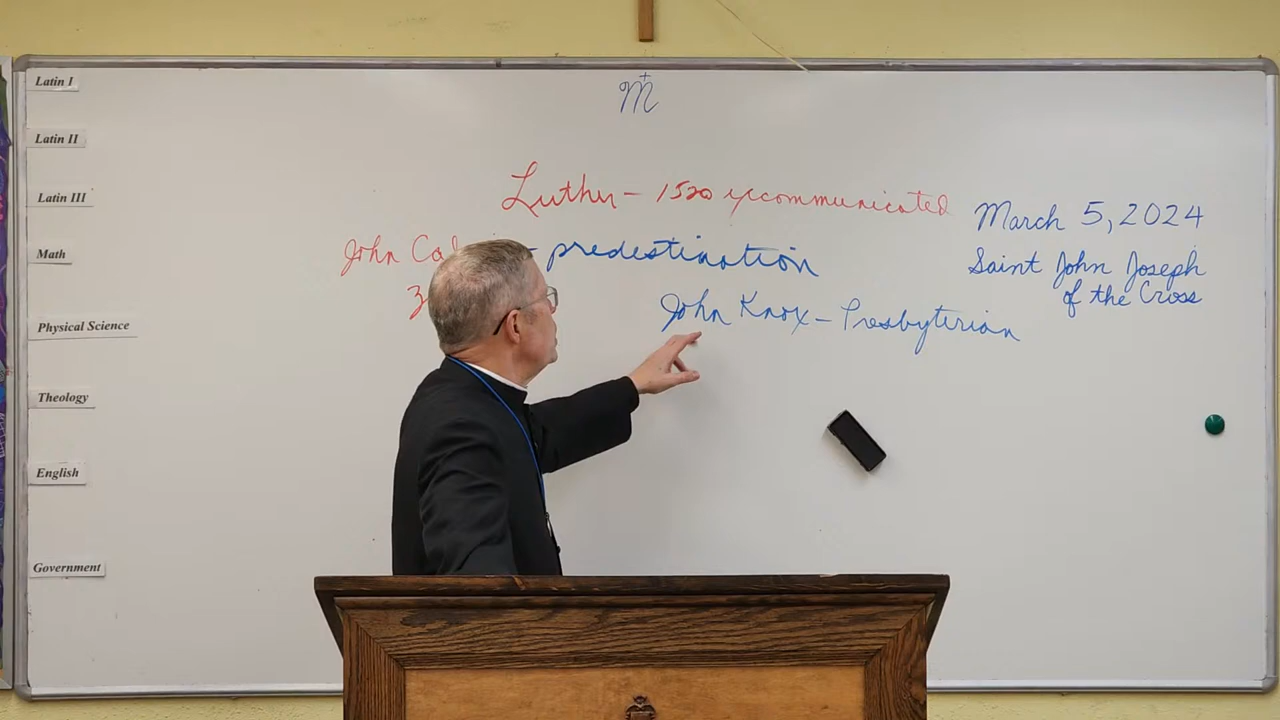 Latin I
Latin II
Latin III
Math
Physical Science
Theology
English
Government
M
Luther – 1520 excommunicated
John
– predestination
John Knox – Presbyterian
March 5, 2024
Saint John Joseph
of the Cross